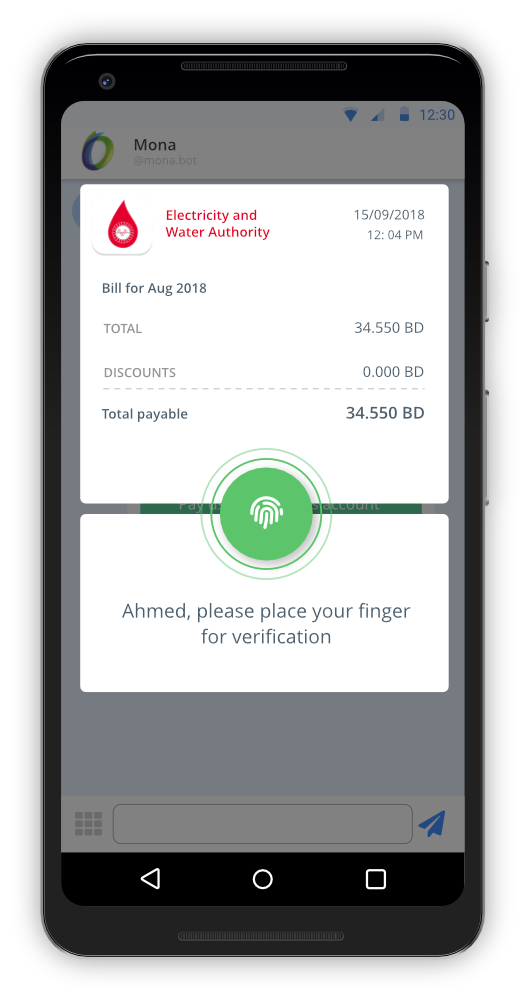 12:30
Mona
@mona.bot
Electricity and
Water Authority
15/09/2018
12: 04 PM
Bill for Aug 2018
TOTAL 34.550 BD
DISCOUNTS 0.000 BD
Total payable 34.550 BD
Pay account
Ahmed, please place your finger
for verification